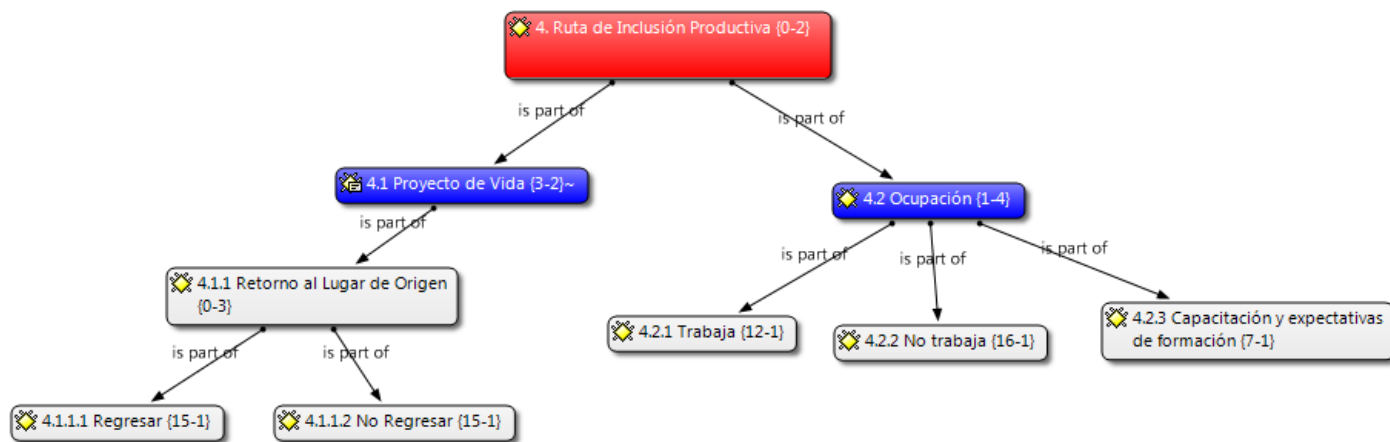 4. Ruta de Inclusión Productiva {0-2}
is part of
is part of
4.1 Proyecto de Vida {3-2}~
4.2 Ocupación {1-4}
is part of
is part of
is part of
is part of
4.1.1 Retorno al Lugar de Origen
{0-3}
4.2.1 Trabaja {12-1}
4.2.2 No trabaja {16-1}
4.2.3 Capacitación y expectativas
de formación {7-1}
is part of
is part of
4.1.1.1 Regresar {15-1}
4.1.1.2 No Regresar {15-1}